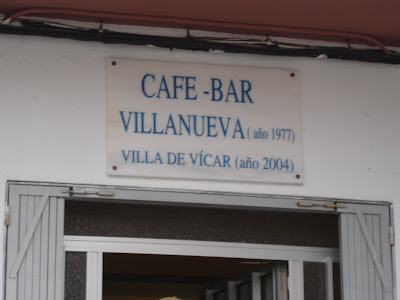 CAFE -BAR
VILLANUEVA (año 1977)
VILLA DE VÍCAR (año 2004)